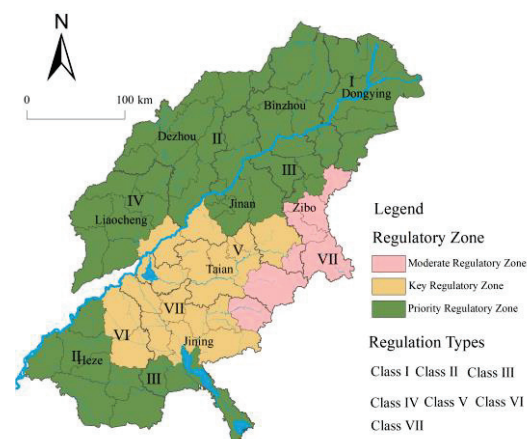 N
0 100 km
I
Dongying
Binzhou
Dezhou
II
III
IV
Jinan
Zibo
Liaocheng
V
VII
Taian
VII
VI
Jining
II
Heze
III
Legend
Regulatory Zone
Moderate Regulatory Zone
Key Regulatory Zone
Priority Regulatory Zone
Regulation Types
Class I Class II Class III
Class IV Class V Class VI
Class VII